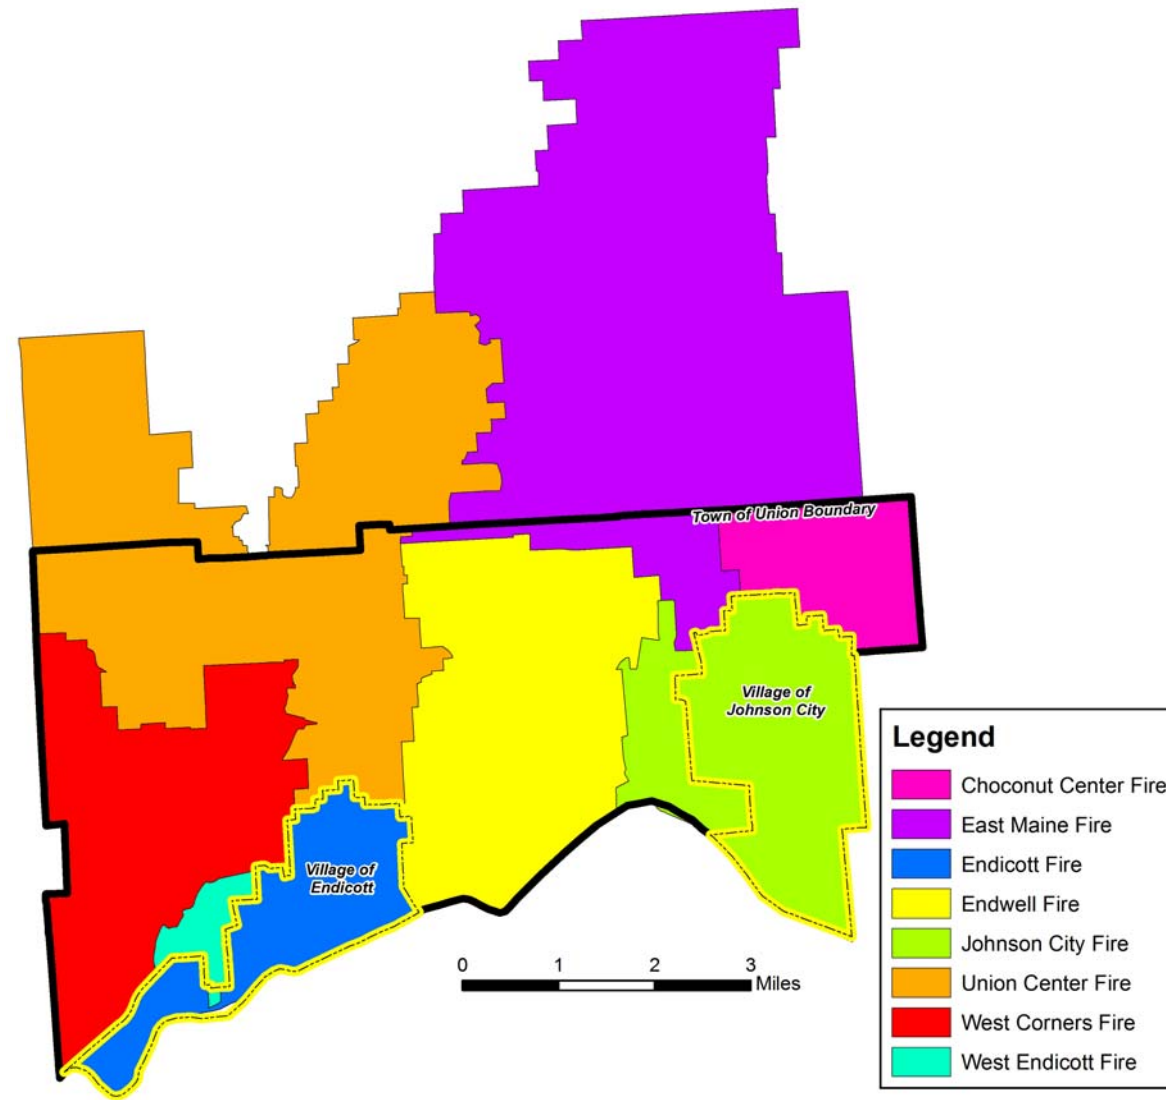 Town of Union Boundary
Village of
Johnson City
Village of
Endicott
0 1 2 3
Miles
Legend
Choconut Center Fire
East Maine Fire
Endicott Fire
Endwell Fire
Johnson City Fire
Union Center Fire
West Corners Fire
West Endicott Fire